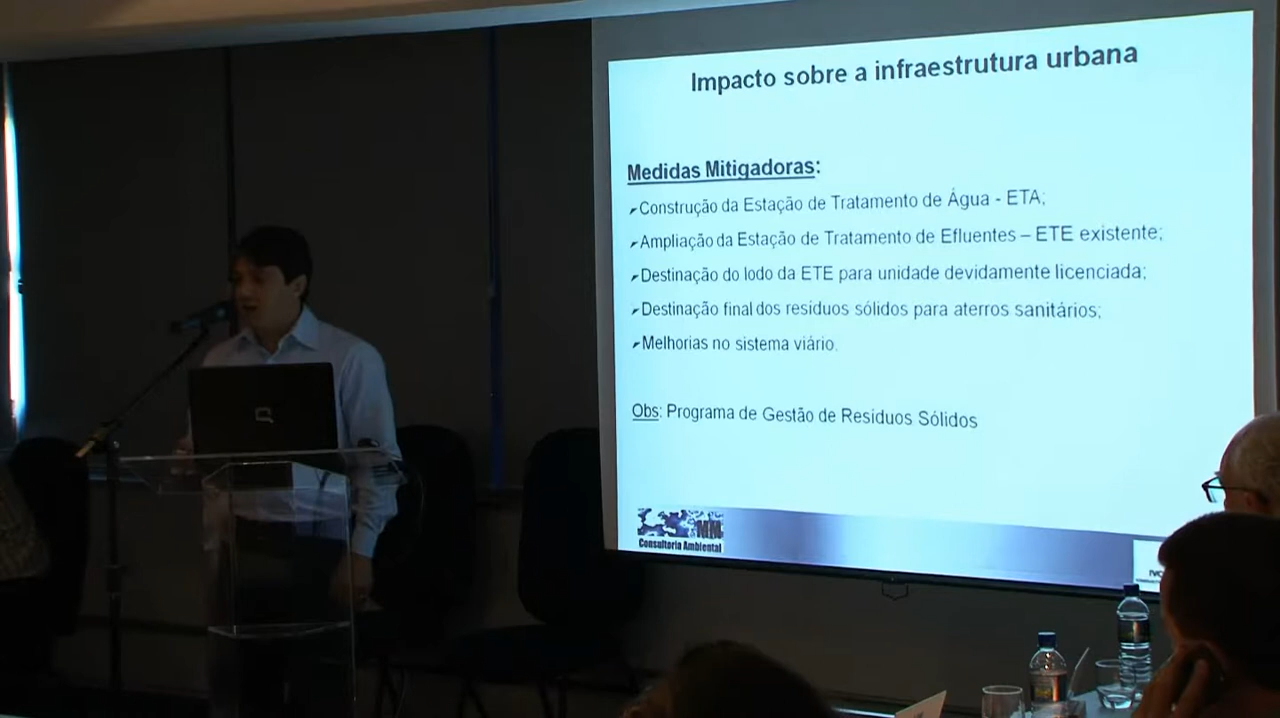 Impacto sobre a infraestrutura urbana
Medidas Mitigadoras:
Construção da Estação de Tratamento de Água - ETA;
Ampliação da Estação de Tratamento de Efluentes – ETE existente;
Destinação do lodo da ETE para unidade devidamente licenciada;
Destinação final dos resíduos sólidos para aterros sanitários;
Melhorias no sistema viário.
Obs: Programa de Gestão de Resíduos Sólidos
MM
Consultoria Ambiental